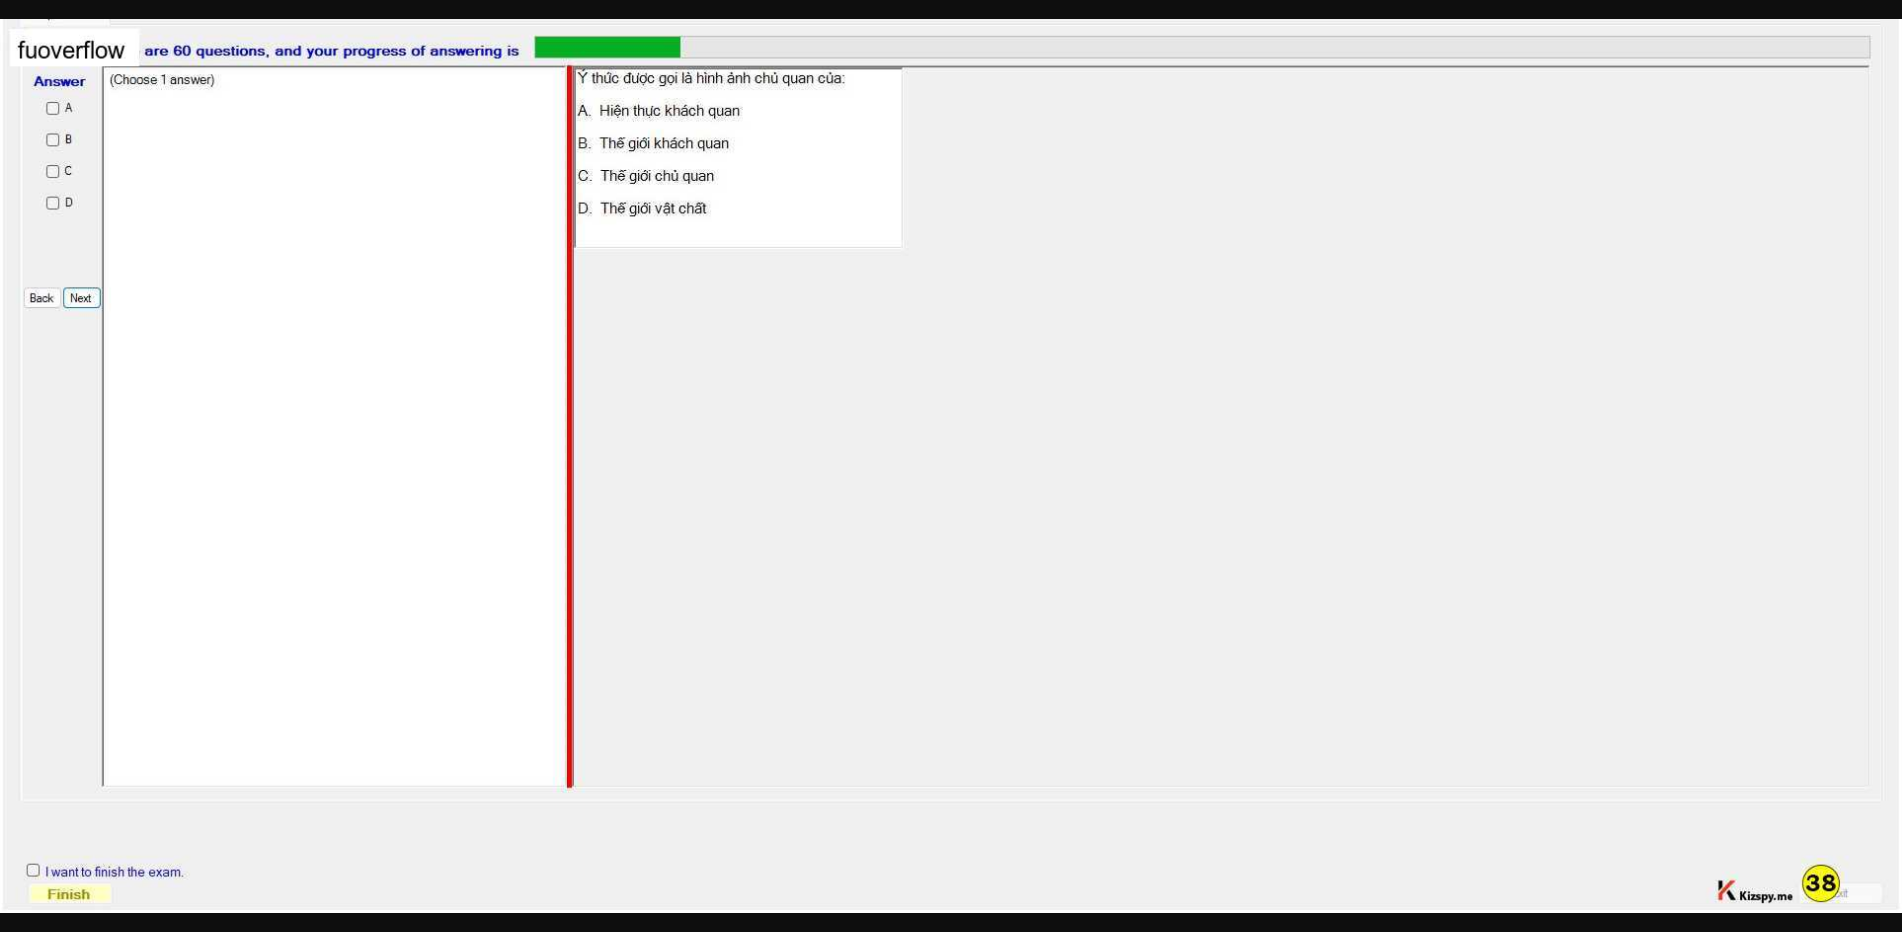 fuoverflow are 60 questions, and your progress of answering is
Answer
(Choose 1 answer)
A
B
C
D
Back Next
Ý thức được gọi là hình ảnh chủ quan của:
A. Hiện thực khách quan
B. Thế giới khách quan
C. Thế giới chủ quan
D. Thế giới vật chất
I want to finish the exam.
Finish
Kizspy.me
38